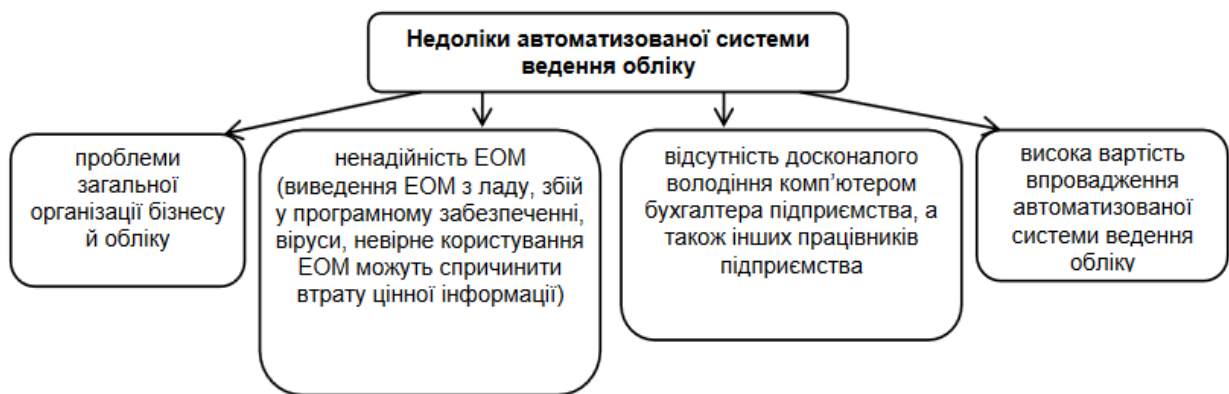 Недоліки автоматизованої системи
ведення обліку
проблеми
загальної
організації бізнесу
й обліку
ненадійність ЕОМ
(виведення ЕОМ з ладу, збій
у програмному забезпеченні,
віруси, невірне користування
ЕОМ можуть спричинити
втрату цінної інформації)
відсутність досконалого
володіння комп’ютером
бухгалтера підприємства, а
також інших працівників
підприємства
висока вартість
впровадження
автоматизованої
системи ведення
обліку